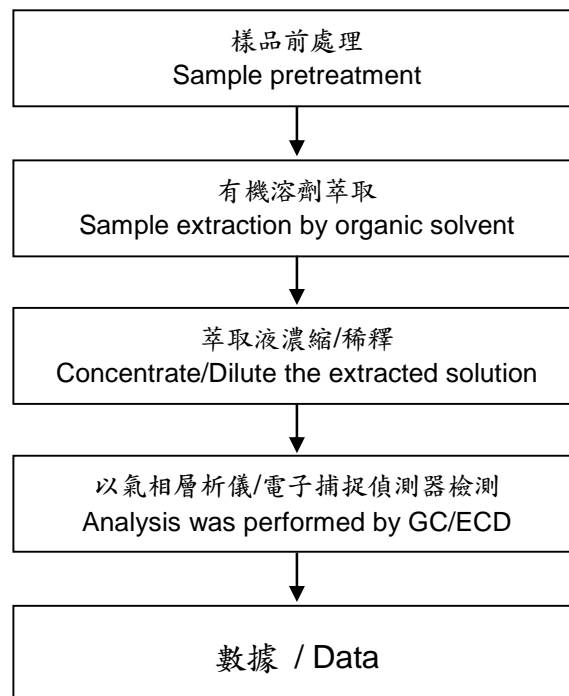 樣品前處理
Sample pretreatment
有機溶劑萃取
Sample extraction by organic solvent
萃取液濃縮/稀釋
Concentrate/Dilute the extracted solution
以氣相層析儀/電子捕捉偵測器檢測
Analysis was performed by GC/ECD
數據 / Data